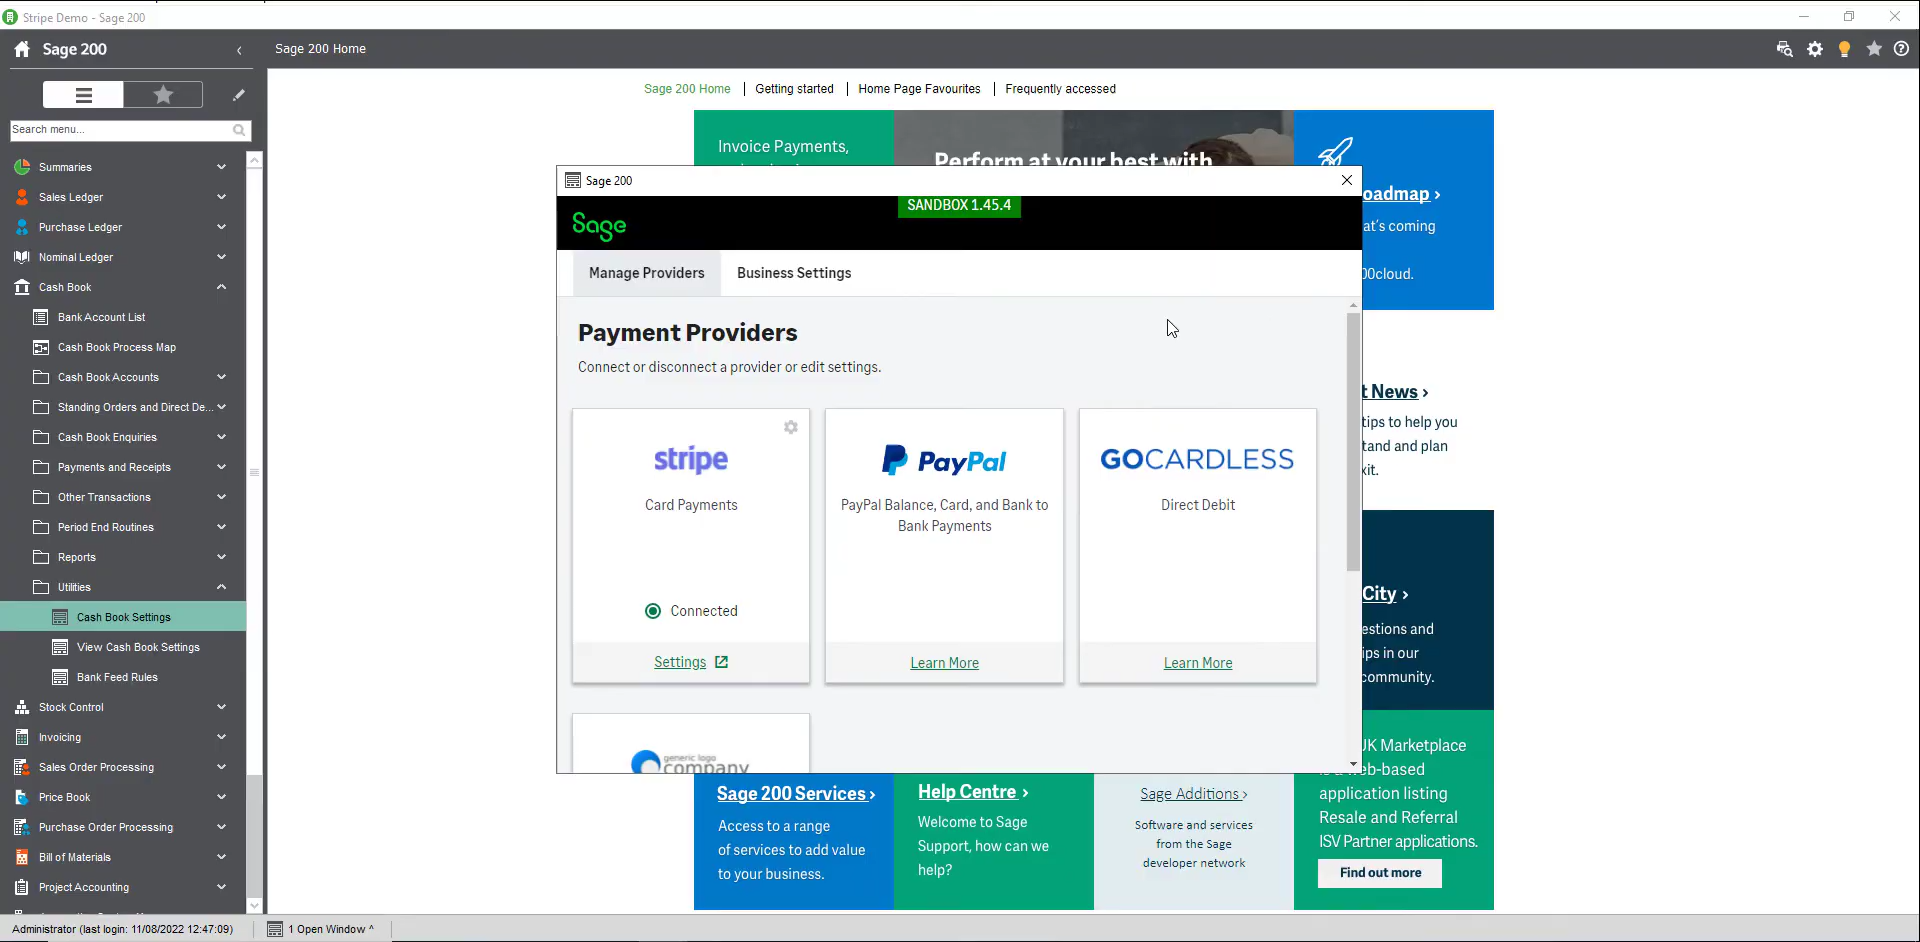 Stripe Demo - Sage 200
Sage 200
Sage 200 Home
Search menu...
Summaries
Sales Ledger
Purchase Ledger
Nominal Ledger
Cash Book
Bank Account List
Cash Book Process Map
Cash Book Accounts
Standing Orders and Direct De...
Cash Book Enquiries
Payments and Receipts
Other Transactions
Period End Routines
Reports
Utilities
Cash Book Settings
View Cash Book Settings
Bank Feed Rules
Stock Control
Invoicing
Sales Order Processing
Price Book
Purchase Order Processing
Bill of Materials
Project Accounting
Sage 200 Home | Getting started | Home Page Favourites | Frequently accessed
Invoice Payments,
Perform at your best with
oadmap ›
at's coming
00cloud.
t News ›
tips to help you
tand and plan
xit.
City ›
estions and
ips in our
community.
Sage 200
SANDBOX 1.45.4
Sage
Manage Providers Business Settings
Payment Providers
Connect or disconnect a provider or edit settings.
stripe
Card Payments
Connected
Settings
PayPal
PayPal Balance, Card, and Bank to
Bank Payments
Learn More
GOCARDLESS
Direct Debit
Learn More
generic logo
company
Sage 200 Services ›
Access to a range
of services to add value
to your business.
Help Centre ›
Welcome to Sage
Support, how can we
help?
Sage Additions ›
Software and services
from the Sage
developer network
UK Marketplace
is a web-based
application listing
Resale and Referral
ISV Partner applications.
Find out more
Administrator (last login: 11/08/2022 12:47:09)
1 Open Window ^